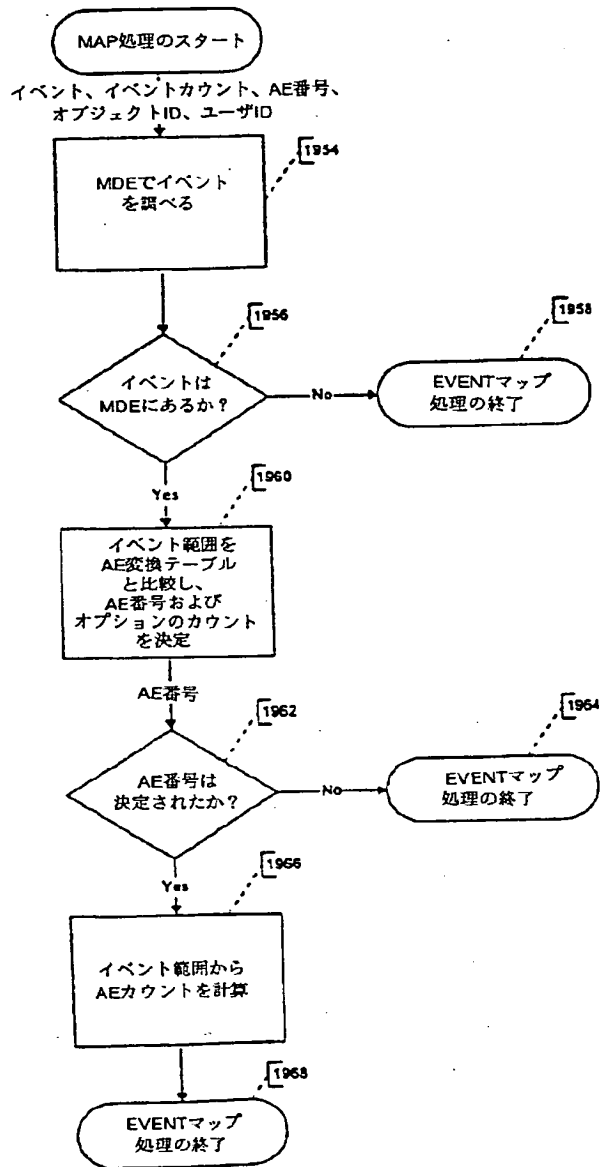 MAP処理のスタート
イベント、イベントカウント、AE番号、
オブジェクトID、ユーザID
1954
MDEでイベント
を調べる
1956
イベントは
MDEにあるか?
No
1958
EVENTマップ
処理の終了
Yes
1960
イベント範囲を
AE変換テーブル
と比較し、
AE番号および
オプションのカウント
を決定
AE番号
1962
AE番号は
決定されたか?
No
1964
EVENTマップ
処理の終了
Yes
1966
イベント範囲から
AEカウントを計算
1968
EVENTマップ
処理の終了